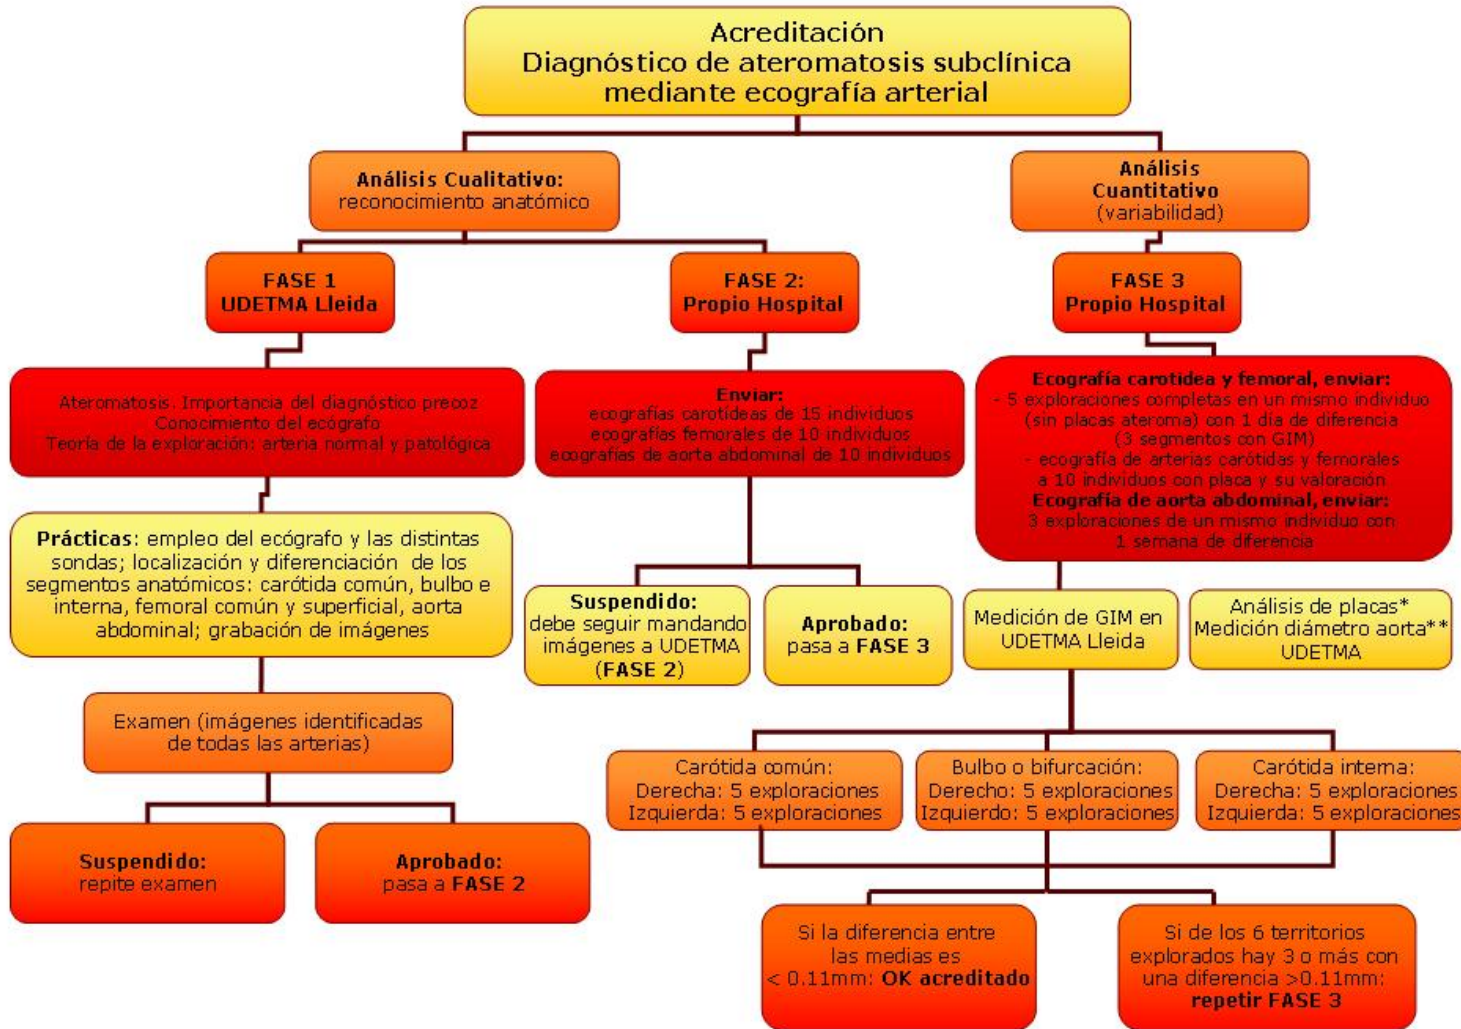 Acreditación
Diagnóstico de ateromatosis subclínica
mediante ecografía arterial
Análisis Cualitativo:
reconocimiento anatómico
Análisis
Cuantitativo
(variabilidad)
FASE 1
UDETMA Lleida
FASE 2:
Propio Hospital
FASE 3
Propio Hospital
Ateromatosis. Importancia del diagnóstico precoz
Conocimiento del ecógrafo
Teoría de la exploración: arteria normal y patológica
Enviar:
ecografías carotídeas de 15 individuos
ecografías femorales de 10 individuos
ecografías de aorta abdominal de 10 individuos
Ecografía carotidea y femoral, enviar:
- 5 exploraciones completas en un mismo individuo
(sin placas ateroma) con 1 día de diferencia
(3 segmentos con GIM)
- ecografía de arterias carótidas y femorales
a 10 individuos con placa y su valoración
Ecografía de aorta abdominal, enviar:
3 exploraciones de un mismo individuo con
1 semana de diferencia
Prácticas: empleo del ecógrafo y las distintas
sondas; localización y diferenciación de los
segmentos anatómicos: carótida común, bulbo e
interna, femoral común y superficial, aorta
abdominal; grabación de imágenes
Suspendido:
debe seguir mandando
imágenes a UDETMA
(FASE 2)
Aprobado:
pasa a FASE 3
Medición de GIM en
UDETMA Lleida
Análisis de placas*
Medición diámetro aorta**
UDETMA
Examen (imágenes identificadas
de todas las arterias)
Carótida común:
Derecha: 5 exploraciones
Izquierda: 5 exploraciones
Bulbo o bifurcación:
Derecho: 5 exploraciones
Izquierdo: 5 exploraciones
Carótida interna:
Derecha: 5 exploraciones
Izquierda: 5 exploraciones
Suspendido:
repite examen
Aprobado:
pasa a FASE 2
Si la diferencia entre
las medias es
< 0.11mm: OK acreditado
Si de los 6 territorios
explorados hay 3 o más con
una diferencia >0.11mm:
repetir FASE 3